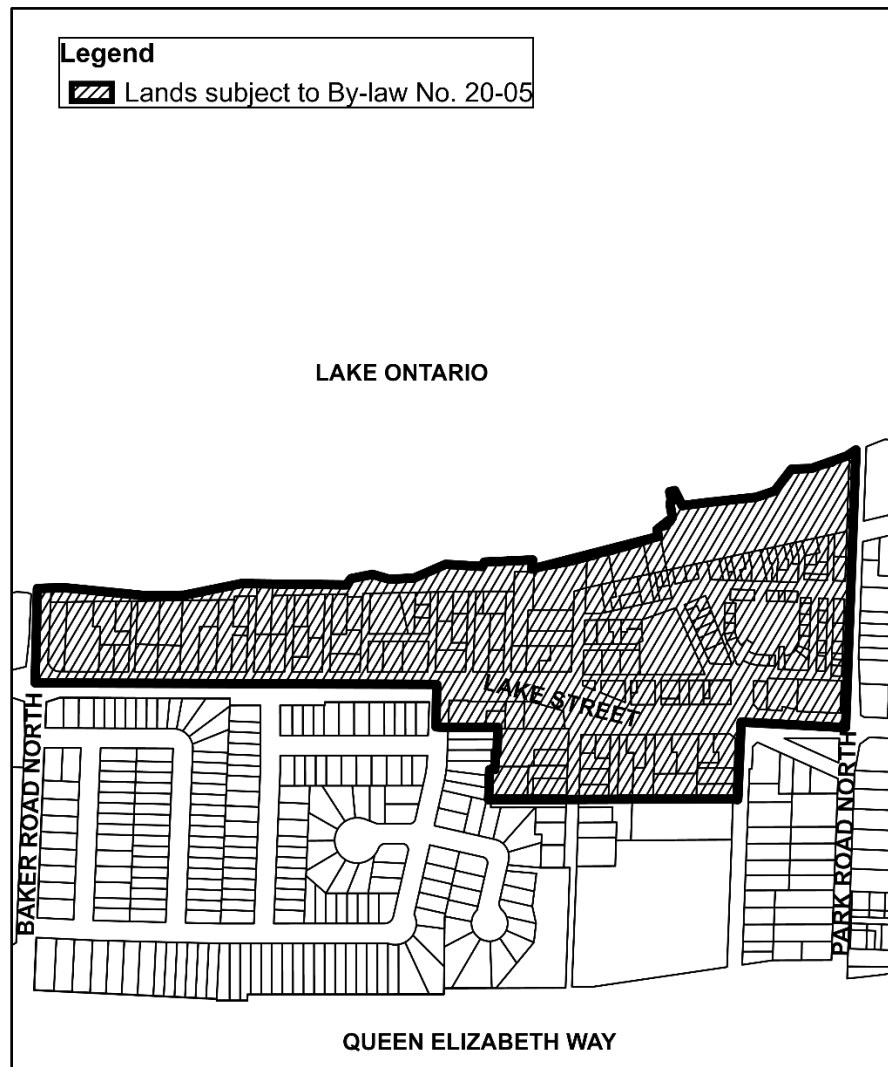 Legend
Lands subject to By-law No. 20-05
LAKE ONTARIO
LAKE STREET
BAKER ROAD NORTH
PARK ROAD NORTH
QUEEN ELIZABETH WAY